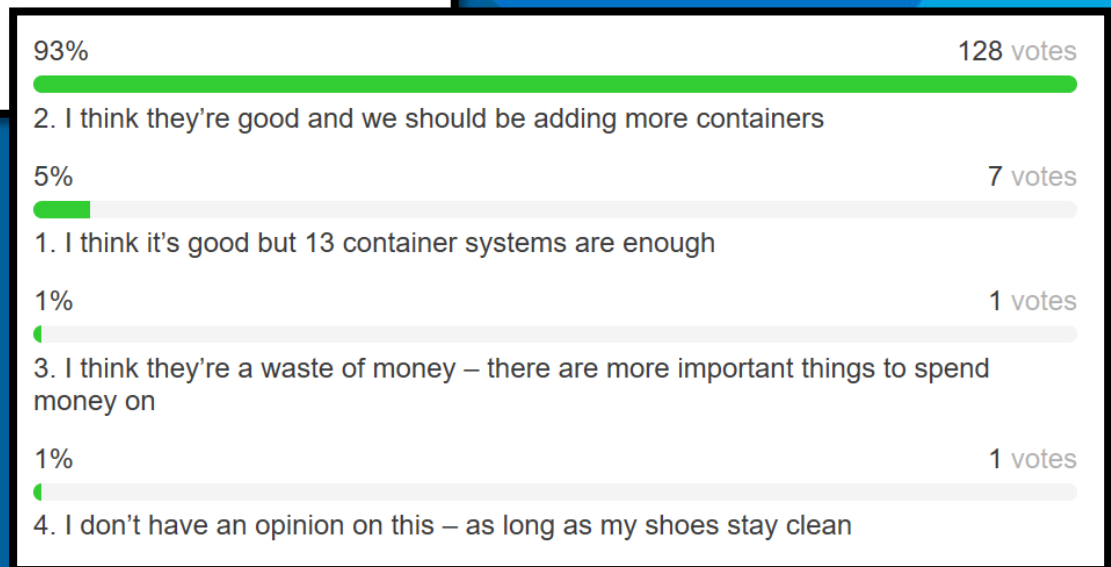 93% 128 votes
2. I think they’re good and we should be adding more containers
5% 7 votes
1. I think it’s good but 13 container systems are enough
1% 1 votes
3. I think they’re a waste of money – there are more important things to spend
money on
1% 1 votes
4. I don’t have an opinion on this – as long as my shoes stay clean